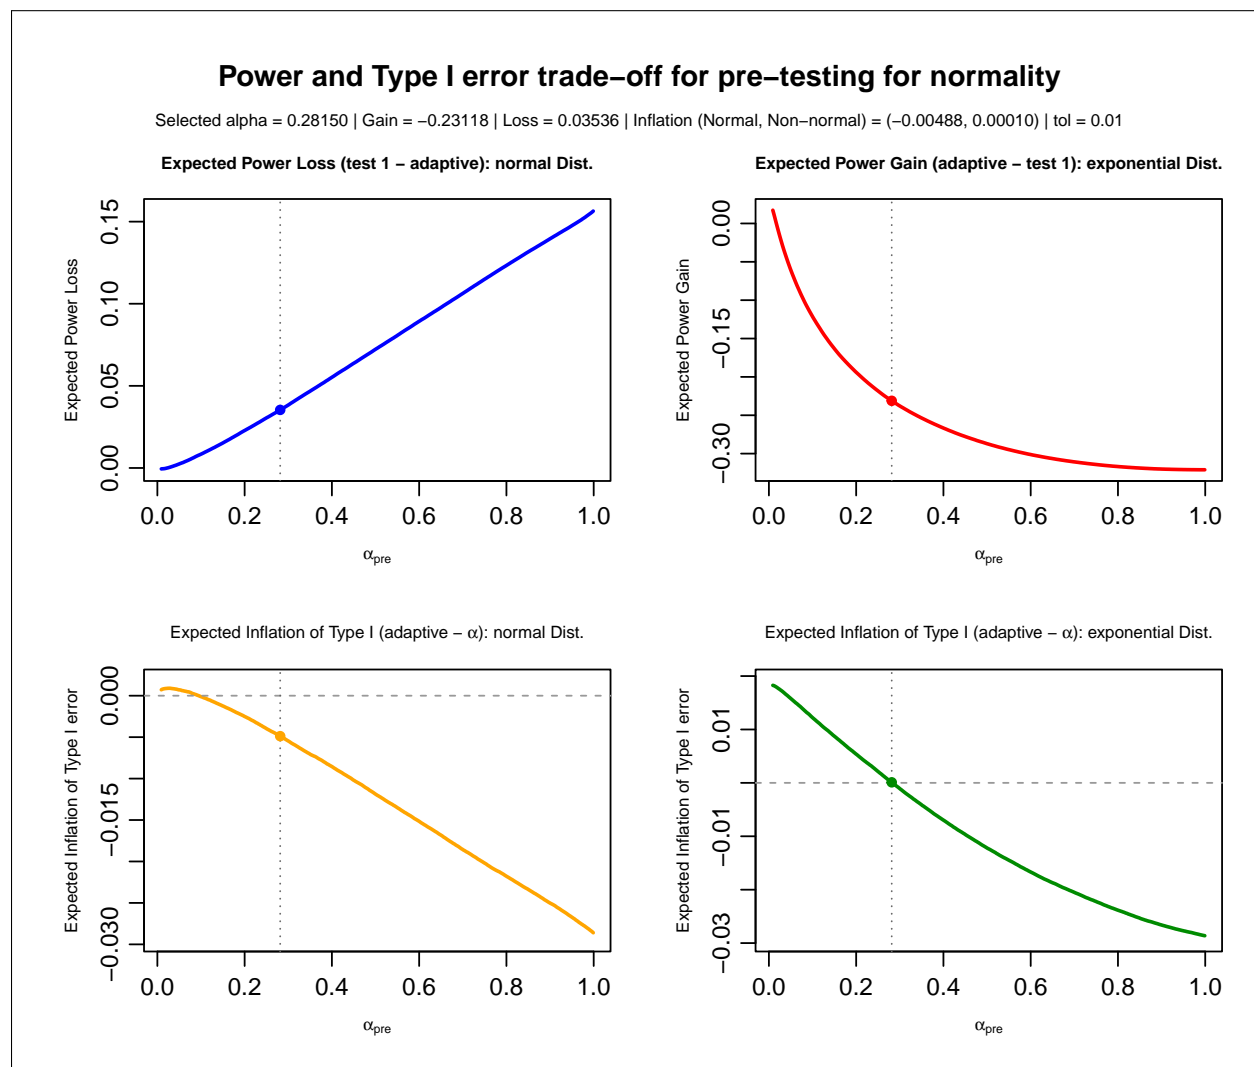 Power and Type I error trade−off for pre−testing for normality
Selected alpha = 0.28150 | Gain = −0.23118 | Loss = 0.03536 | Inflation (Normal, Non−normal) = (−0.00488, 0.00010) | tol = 0.01
Expected Power Loss (test 1 − adaptive): normal Dist.
Expected Power Loss
0.15
0.10
0.05
0.00
0.0 0.2 0.4 0.6 0.8 1.0
αpre
Expected Power Gain (adaptive − test 1): exponential Dist.
Expected Power Gain
0.00
−0.15
−0.30
0.0 0.2 0.4 0.6 0.8 1.0
αpre
Expected Inflation of Type I (adaptive − α): normal Dist.
Expected Inflation of Type I error
0.000
−0.015
−0.030
0.0 0.2 0.4 0.6 0.8 1.0
αpre
Expected Inflation of Type I (adaptive − α): exponential Dist.
Expected Inflation of Type I error
0.01
−0.01
−0.03
0.0 0.2 0.4 0.6 0.8 1.0
αpre